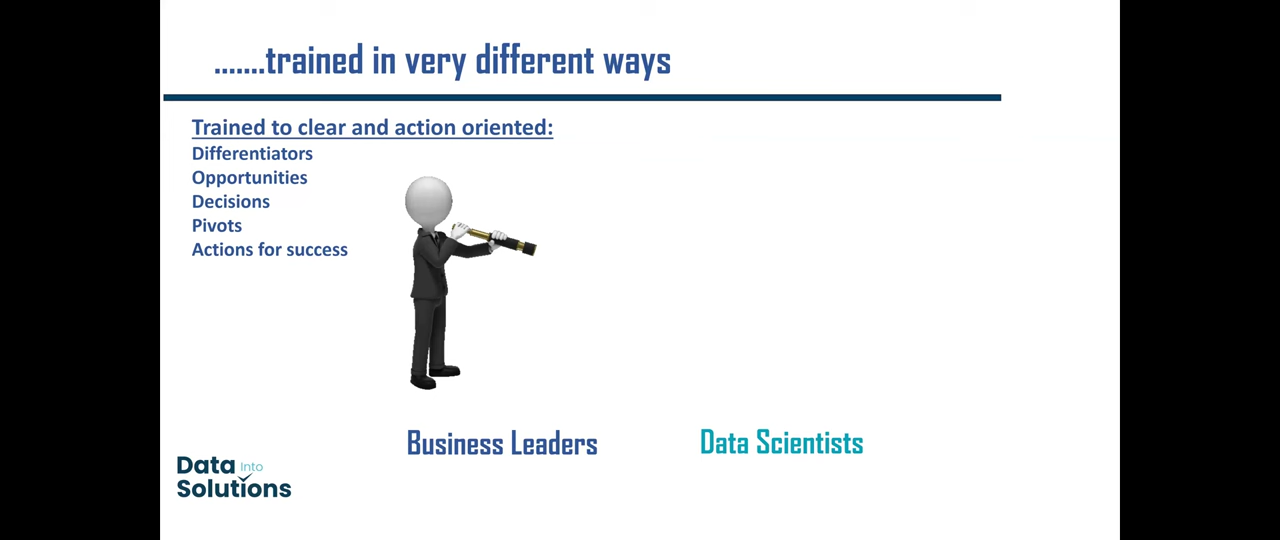 .......trained in very different ways
Trained to clear and action oriented:
Differentiators
Opportunities
Decisions
Pivots
Actions for success
Business Leaders
Data Scientists
Data Into
Solutions